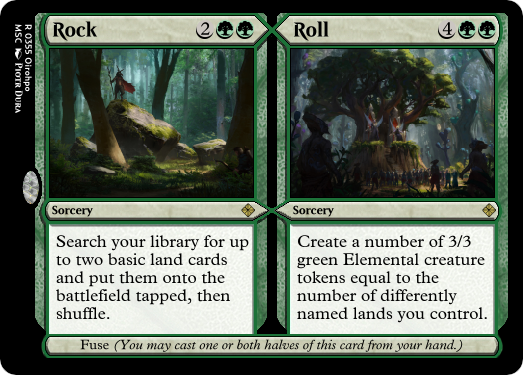 Rock 2
Sorcery
Search your library for up
to two basic land cards
and put them onto the
battlefield tapped, then
shuffle.
Roll 4
Sorcery
Create a number of 3/3
green Elemental creature
tokens equal to the
number of differently
named lands you control.
Fuse (You may cast one or both halves of this card from your hand.)
R 0355 Oirohpo
MSC Piotr Dura